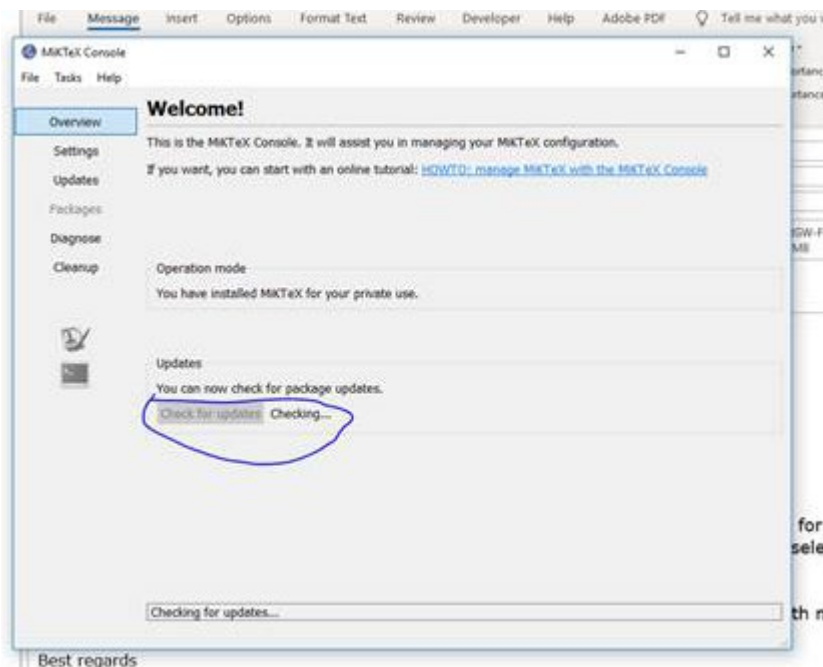 File Message Insert Options Format Text Review Developer Help Adobe PDF Tell me what you
MiKTeX Console
File Tasks Help
Overview
Settings
Updates
Packages
Diagnose
Cleanup
Welcome!
This is the MiKTeX Console. It will assist you in managing your MiKTeX configuration.
If you want, you can start with an online tutorial: HOWTO: manage MiKTeX with the MiKTeX Console
Operation mode
You have installed MiKTeX for your private use.
Updates
You can now check for package updates.
Check for updates Checking...
Checking for updates...
for
sele
th
Best regards